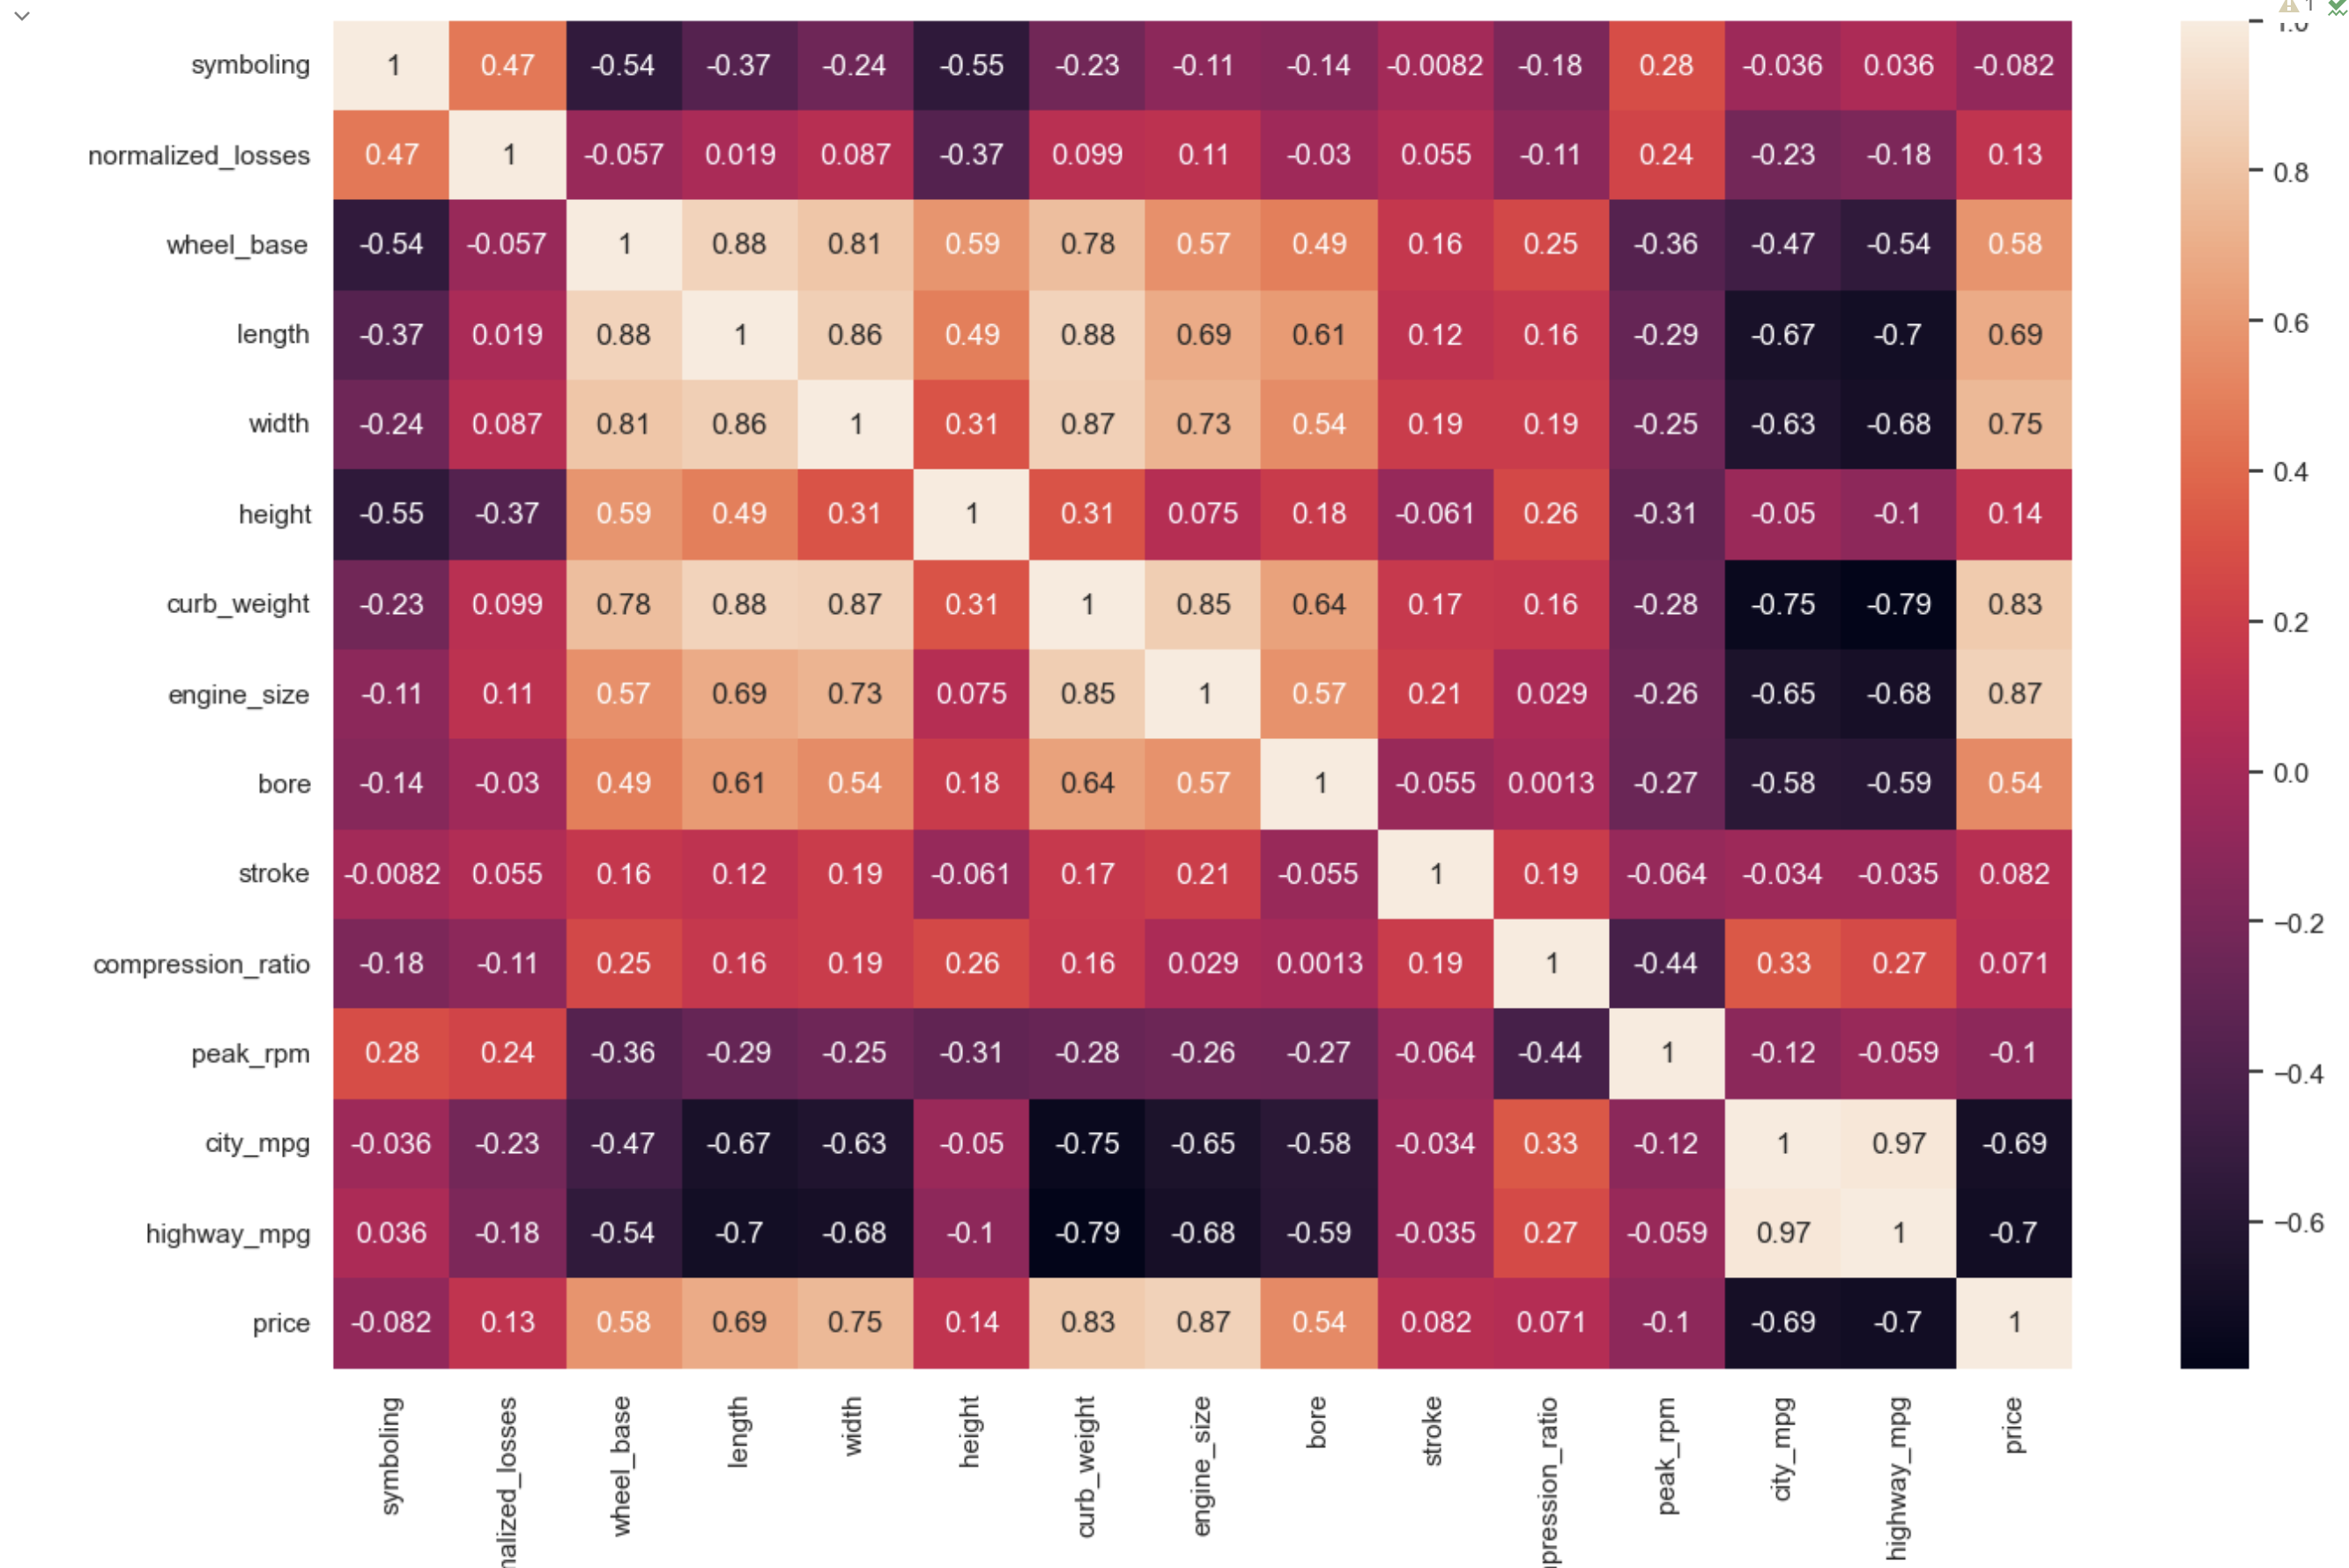 1
symboling 1 0.47 -0.54 -0.37 -0.24 -0.55 -0.23 -0.11 -0.14 -0.0082 -0.18 0.28 -0.036 0.036 -0.082
normalized_losses 0.47 1 -0.057 0.019 0.087 -0.37 0.099 0.11 -0.03 0.055 -0.11 0.24 -0.23 -0.18 0.13
wheel_base -0.54 -0.057 1 0.88 0.81 0.59 0.78 0.57 0.49 0.16 0.25 -0.36 -0.47 -0.54 0.58
length -0.37 0.019 0.88 1 0.86 0.49 0.88 0.69 0.61 0.12 0.16 -0.29 -0.67 -0.7 0.69
width -0.24 0.087 0.81 0.86 1 0.31 0.87 0.73 0.54 0.19 0.19 -0.25 -0.63 -0.68 0.75
height -0.55 -0.37 0.59 0.49 0.31 1 0.31 0.075 0.18 -0.061 0.26 -0.31 -0.05 -0.1 0.14
curb_weight -0.23 0.099 0.78 0.88 0.87 0.31 1 0.85 0.64 0.17 0.16 -0.28 -0.75 -0.79 0.83
engine_size -0.11 0.11 0.57 0.69 0.73 0.075 0.85 1 0.57 0.21 0.029 -0.26 -0.65 -0.68 0.87
bore -0.14 -0.03 0.49 0.61 0.54 0.18 0.64 0.57 1 -0.055 0.0013 -0.27 -0.58 -0.59 0.54
stroke -0.0082 0.055 0.16 0.12 0.19 -0.061 0.17 0.21 -0.055 1 0.19 -0.064 -0.034 -0.035 0.082
compression_ratio -0.18 -0.11 0.25 0.16 0.19 0.26 0.16 0.029 0.0013 0.19 1 -0.44 0.33 0.27 0.071
peak_rpm 0.28 0.24 -0.36 -0.29 -0.25 -0.31 -0.28 -0.26 -0.27 -0.064 -0.44 1 -0.12 -0.059 -0.1
city_mpg -0.036 -0.23 -0.47 -0.67 -0.63 -0.05 -0.75 -0.65 -0.58 -0.034 0.33 -0.12 1 0.97 -0.69
highway_mpg 0.036 -0.18 -0.54 -0.7 -0.68 -0.1 -0.79 -0.68 -0.59 -0.035 0.27 -0.059 0.97 1 -0.7
price -0.082 0.13 0.58 0.69 0.75 0.14 0.83 0.87 0.54 0.082 0.071 -0.1 -0.69 -0.7 1
symboling
nalized_losses
wheel_base
length
width
height
curb_weight
engine_size
bore
stroke
pression_ratio
peak_rpm
city_mpg
highway_mpg
price
1.0
0.8
0.6
0.4
0.2
0.0
−0.2
−0.4
−0.6